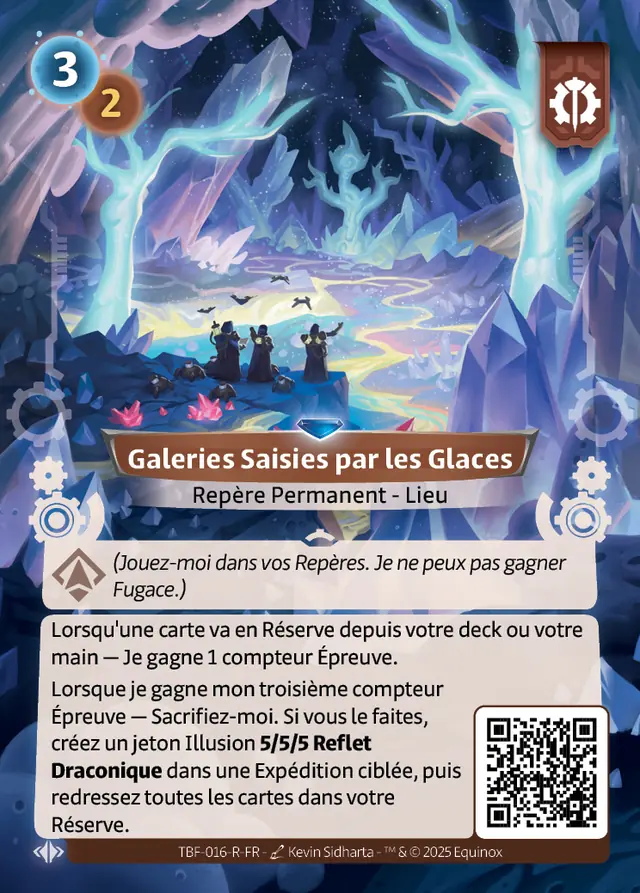 3
2
Galeries Saisies par les Glaces
Repère Permanent - Lieu
(Jouez-moi dans vos Repères. Je ne peux pas gagner
Fugace.)
Lorsqu'une carte va en Réserve depuis votre deck ou votre
main — Je gagne 1 compteur Épreuve.
Lorsque je gagne mon troisième compteur
Épreuve — Sacrifiez-moi. Si vous le faites,
créez un jeton Illusion 5/5/5 Reflet
Draconique dans une Expédition ciblée, puis
redressez toutes les cartes dans votre
Réserve.
TBF-016-R-FR - Kevin Sidharta - ™ & © 2025 Equinox